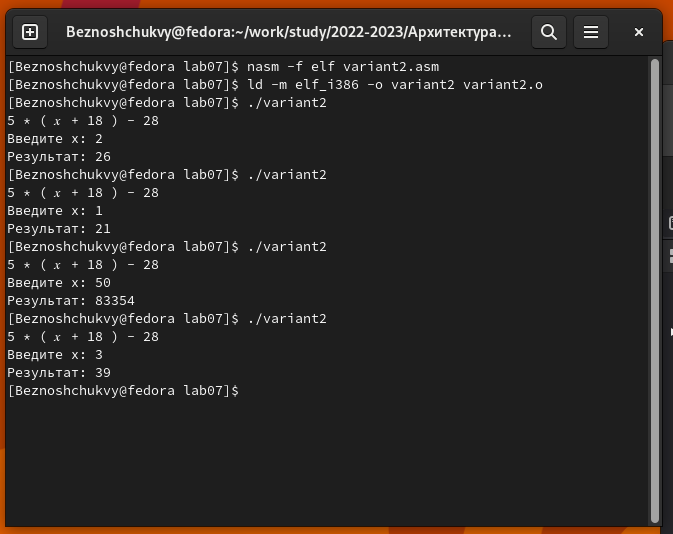 Beznoshchukvy@fedora:~/work/study/2022-2023/Архитектура...
[Beznoshchukvy@fedora lab07]$ nasm -f elf variant2.asm
[Beznoshchukvy@fedora lab07]$ ld -m elf_i386 -o variant2 variant2.o
[Beznoshchukvy@fedora lab07]$ ./variant2
5 * ( 𝑥 + 18 ) − 28
Введите x: 2
Результат: 26
[Beznoshchukvy@fedora lab07]$ ./variant2
5 * ( 𝑥 + 18 ) − 28
Введите x: 1
Результат: 21
[Beznoshchukvy@fedora lab07]$ ./variant2
5 * ( 𝑥 + 18 ) − 28
Введите x: 50
Результат: 83354
[Beznoshchukvy@fedora lab07]$ ./variant2
5 * ( 𝑥 + 18 ) − 28
Введите x: 3
Результат: 39
[Beznoshchukvy@fedora lab07]$